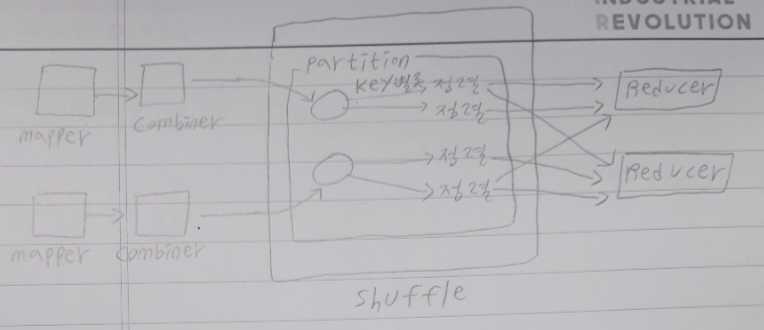 INDUSTRIAL
REVOLUTION
partition
key별로 정렬
정렬
정렬
정렬
mapper
Combiner
Reducer
Reducer
mapper
Combiner
shuffle